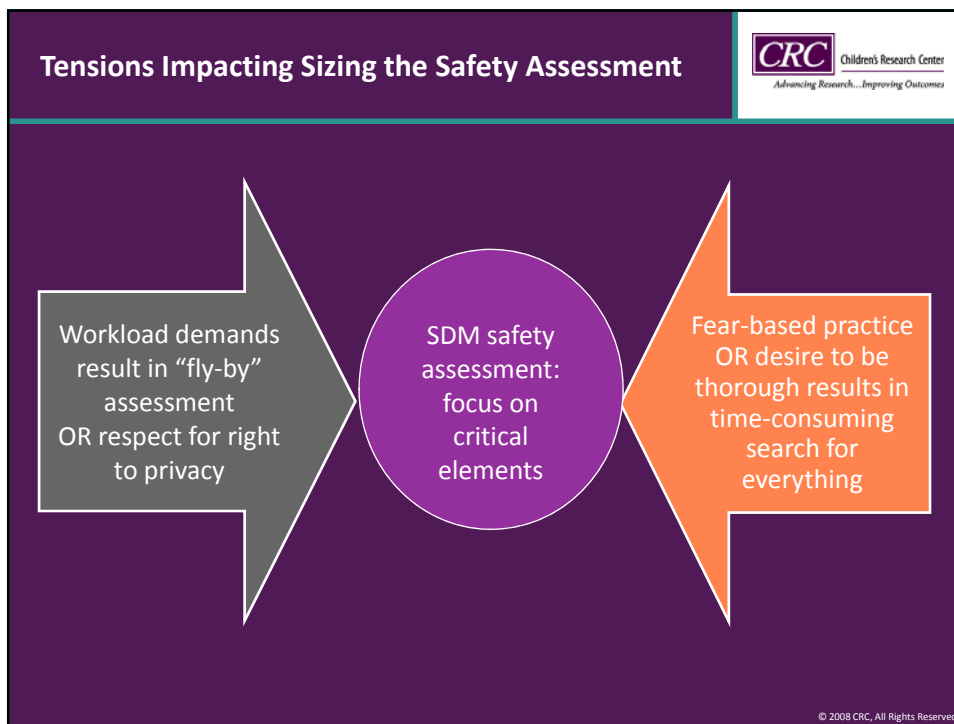 Tensions Impacting Sizing the Safety Assessment
CRC Children's Research Center
Advancing Research...Improving Outcomes
Workload demands
result in “fly-by”
assessment
OR respect for right
to privacy
SDM safety
assessment:
focus on
critical
elements
Fear-based practice
OR desire to be
thorough results in
time-consuming
search for
everything
© 2008 CRC, All Rights Reserved